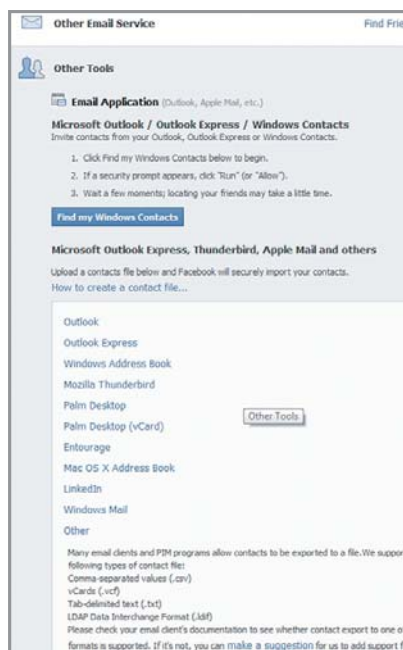 Other Email Service
Find Frie
Other Tools
Email Application (Outlook, Apple Mail, etc.)
Microsoft Outlook / Outlook Express / Windows Contacts
Invite contacts from your Outlook, Outlook Express or Windows Contacts.
1. Click Find my Windows Contacts below to begin.
2. If a security prompt appears, click "Run" (or "Allow").
3. Wait a few moments; locating your friends may take a little time.
Find my Windows Contacts
Microsoft Outlook Express, Thunderbird, Apple Mail and others
Upload a contacts file below and Facebook will securely import your contacts.
How to create a contact file...
Outlook
Outlook Express
Windows Address Book
Mozilla Thunderbird
Palm Desktop
Other Tools
Palm Desktop (vCard)
Entourage
Mac OS X Address Book
LinkedIn
Windows Mail
Other
Many email clients and PIM programs allow contacts to be exported to a file. We suppor
following types of contact file:
Comma-separated values (.csv)
vCards (.vcf)
Tab-delimited text (.txt)
LDAP Data Interchange Format (.ldif)
Please check your email client's documentation to see whether contact export to one o
formats is supported. If it's not, you can make a suggestion for us to add support f